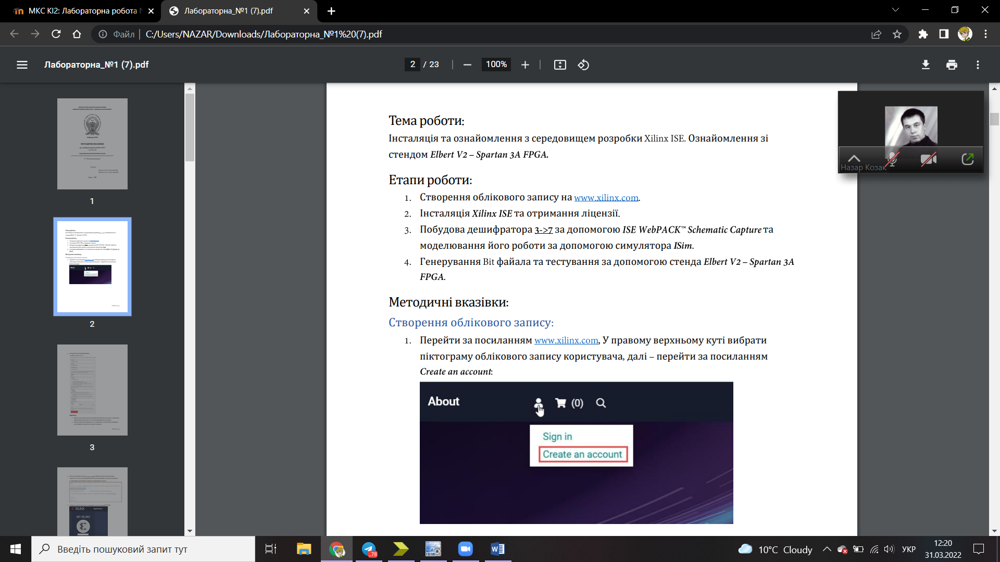 МКС КІ2: Лабораторна робота
Лабораторна_№1 (7).pdf
Файл
C:/Users/NAZAR/Downloads/Лабораторна_№1%20(7).pdf
Лабораторна_№1 (7).pdf
2 / 23
100%
1
2
3
XILINX
MY XILINX
Тема роботи:
Інсталяція та ознайомлення з середовищем розробки Xilinx ISE. Ознайомлення зі
стендом Elbert V2 – Spartan 3A FPGA.
Етапи роботи:
1. Створення облікового запису на www.xilinx.com.
2. Інсталяція Xilinx ISE та отримання ліцензії.
3. Побудова дешифратора 3->7 за допомогою ISE WebPACK™ Schematic Capture та
моделювання його роботи за допомогою симулятора ISim.
4. Генерування Bit файала та тестування за допомогою стенда Elbert V2 – Spartan 3A
FPGA.
Методичні вказівки:
Створення облікового запису:
1. Перейти за посиланням www.xilinx.com, У правому верхньому куті вибрати
піктограму облікового запису користувача, далі – перейти за посиланням
Create an account:
About
(0)
Sign in
Create an account
Назар Козак
Введіть пошуковий запит тут
..78
ISim
10°C Cloudy
УКР
12:20
31.03.2022